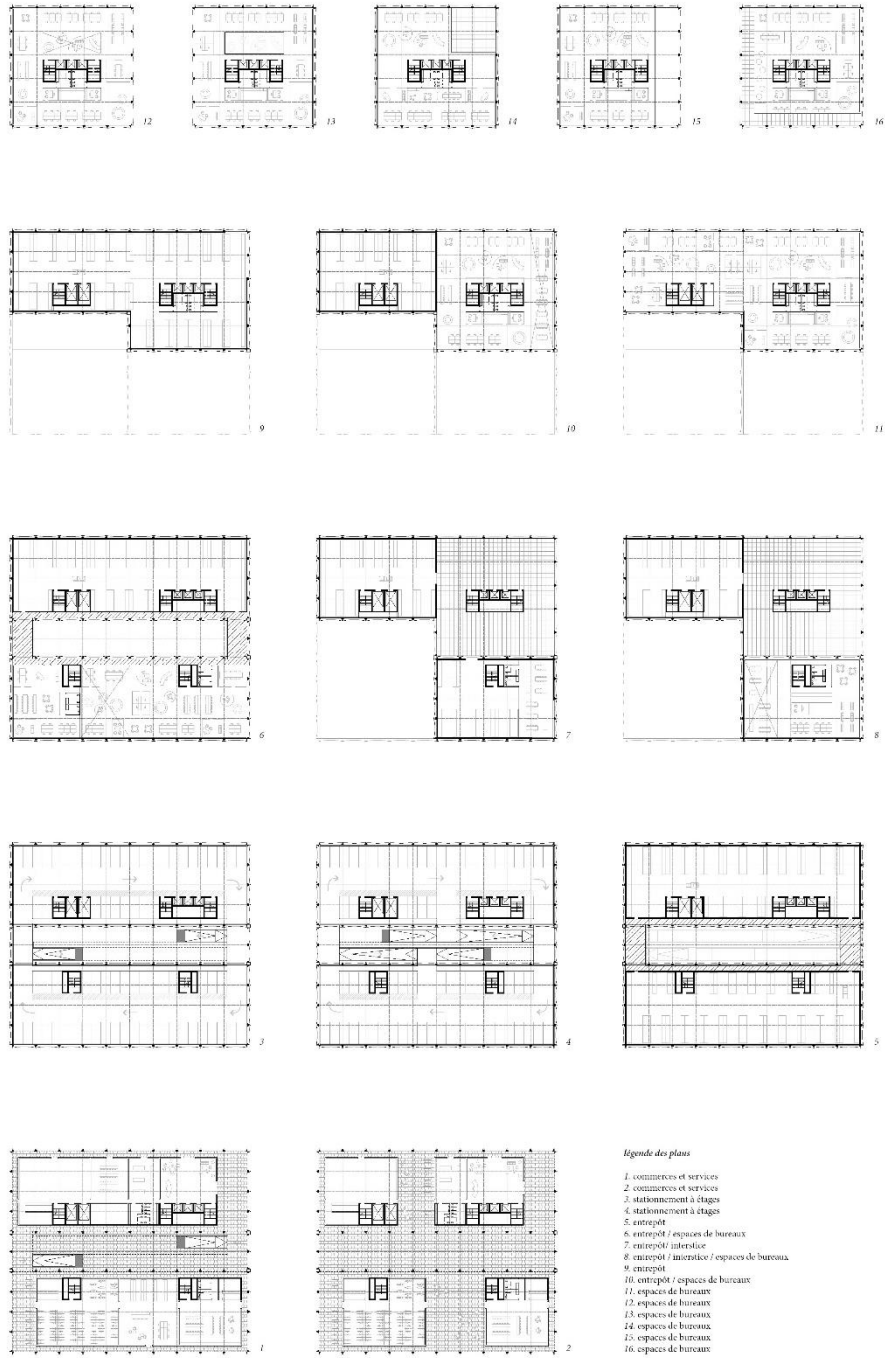 12
13
14
15
16
9
10
11
6
7
8
3
4
5
1
2
légende des plans
1. commerces et services
2. commerces et services
3. stationnement à étages
4. stationnement à étages
5. entrepôt
6. entrepôt / espaces de bureaux
7. entrepôt/ interstice
8. entrepôt / interstice / espaces de bureaux
9. entrepôt
10. entrepôt / espaces de bureaux
11. espaces de bureaux
12. espaces de bureaux
13. espaces de bureaux
14. espaces de bureaux
15. espaces de bureaux
16. espaces de bureaux